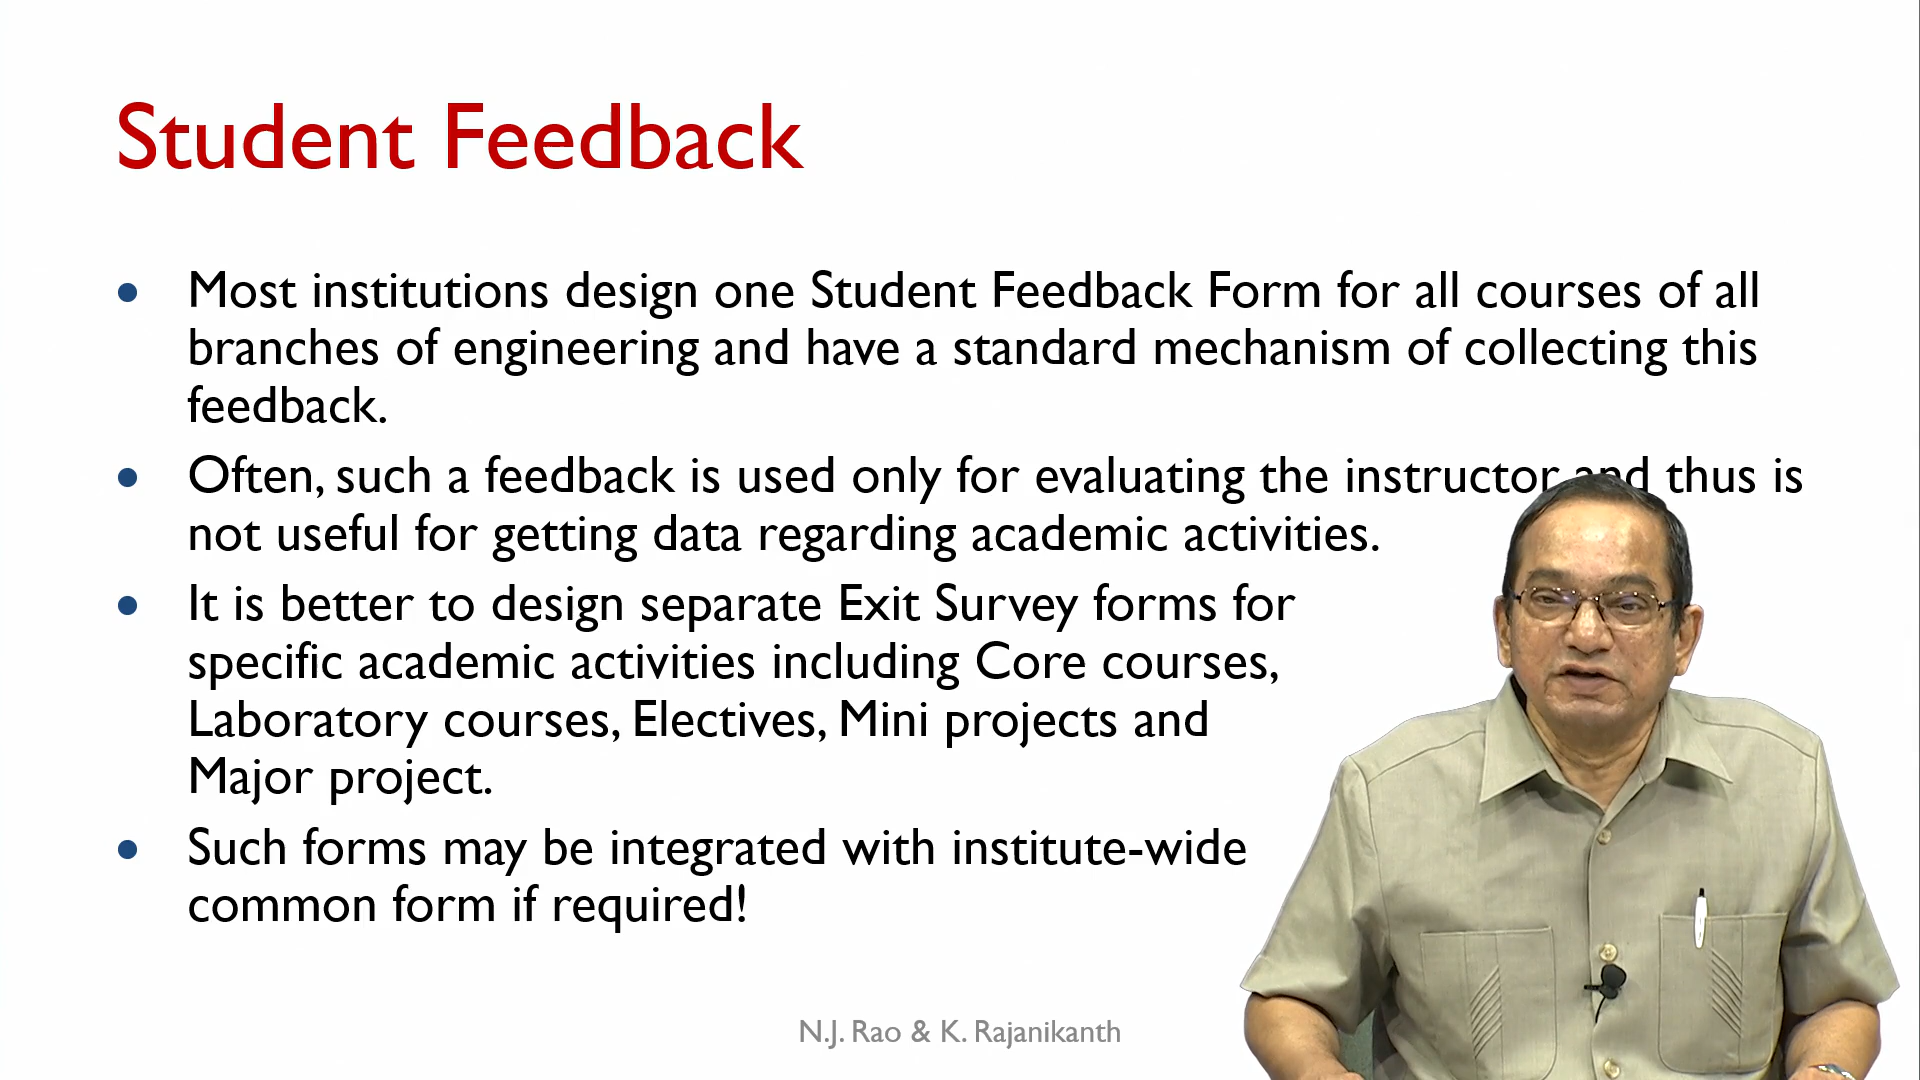 Student Feedback
• Most institutions design one Student Feedback Form for all courses of all
branches of engineering and have a standard mechanism of collecting this
feedback.
• Often, such a feedback is used only for evaluating the instructor and thus is
not useful for getting data regarding academic activities.
• It is better to design separate Exit Survey forms for
specific academic activities including Core courses,
Laboratory courses, Electives, Mini projects and
Major project.
• Such forms may be integrated with institute-wide
common form if required!
N.J. Rao & K. Rajanikanth